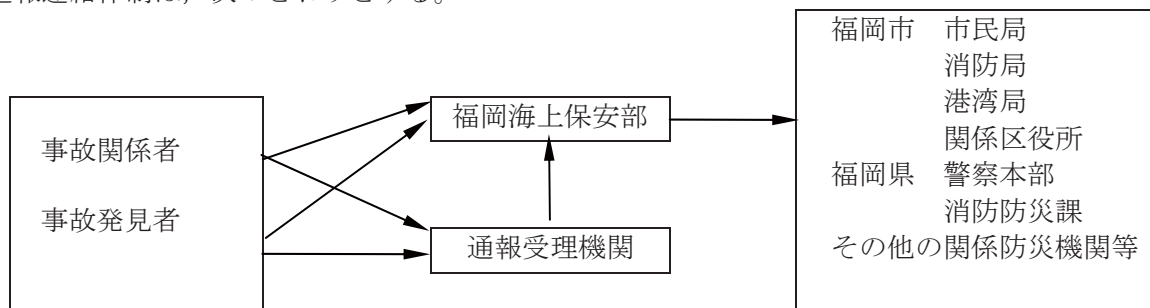 福岡市 市民局
消防局
港湾局
関係区役所
福岡県 警察本部
消防防災課
その他の関係防災機関等
福岡海上保安部
通報受理機関
事故関係者
事故発見者